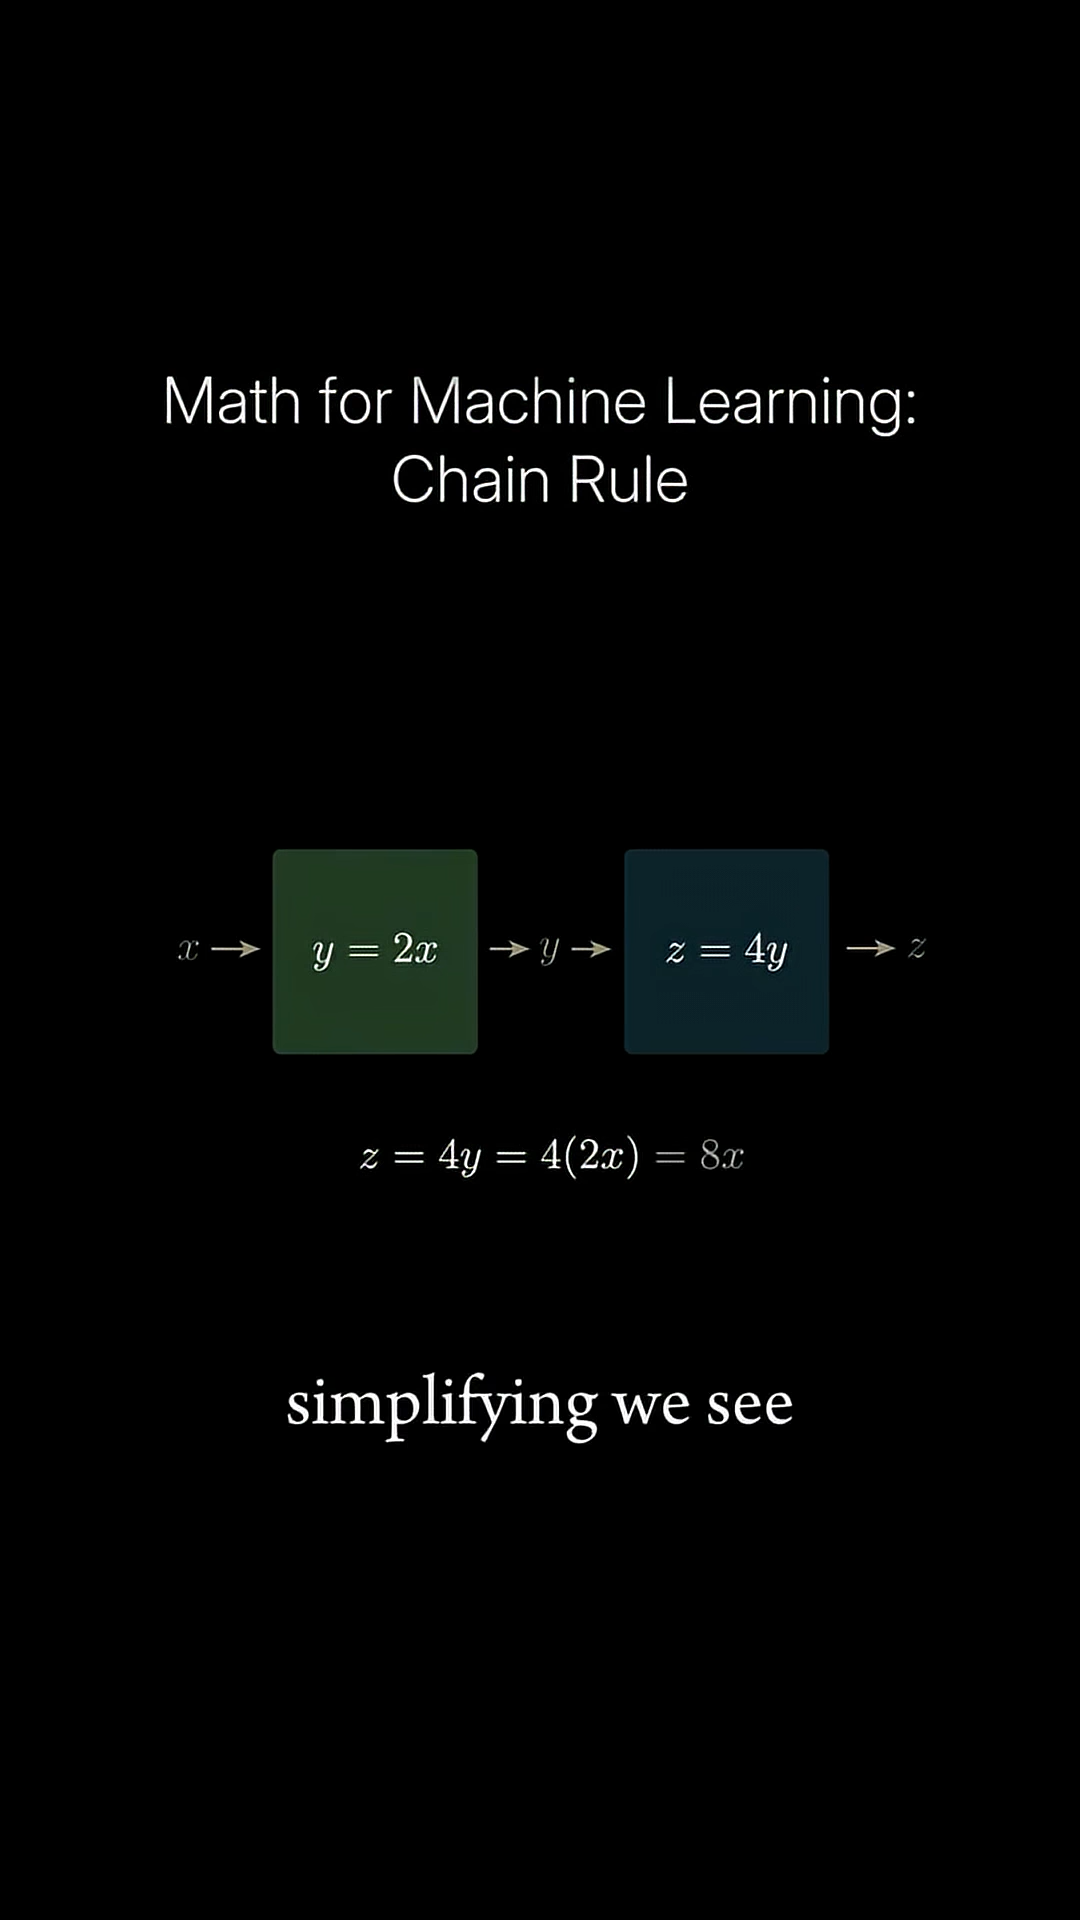 Math for Machine Learning:
Chain Rule
x → y = 2x → y → z = 4y → z
z = 4y = 4(2x) = 8x
simplifying we see